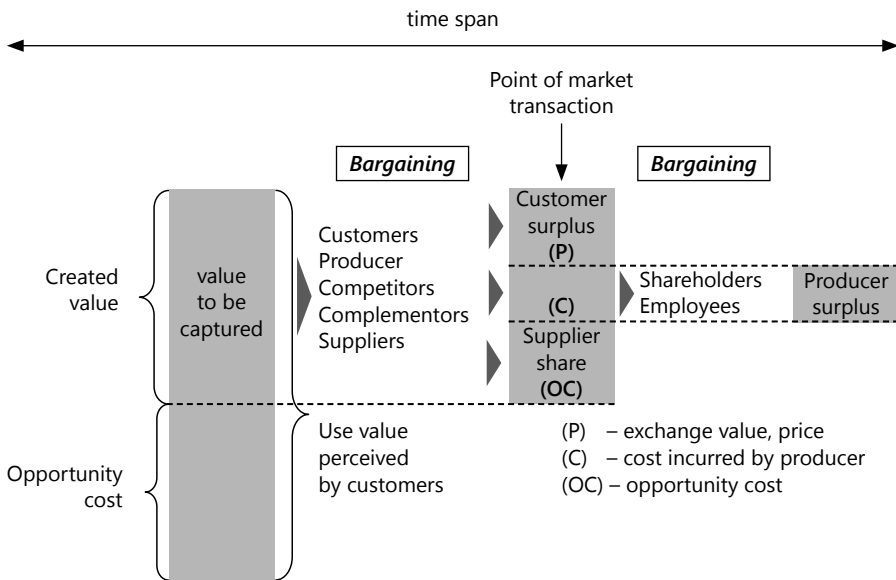 time span
Point of market
transaction
Bargaining
Bargaining
Created
value
value
to be
captured
Customers
Producer
Competitors
Complementors
Suppliers
Customer
surplus
(P)
(C)
Supplier
share
(OC)
Shareholders
Employees
Producer
surplus
Opportunity
cost
Use value
perceived
by customers
(P) – exchange value, price
(C) – cost incurred by producer
(OC) – opportunity cost